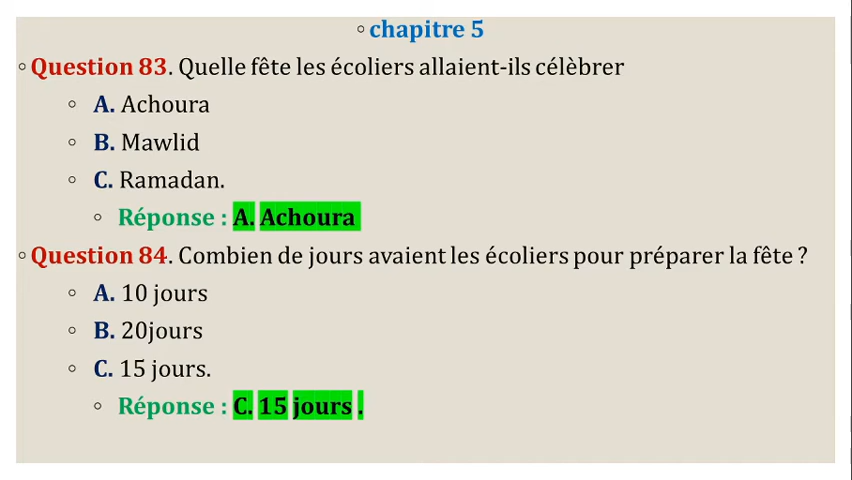 ◦ chapitre 5
◦ Question 83. Quelle fête les écoliers allaient-ils célèbrer
◦ A. Achoura
◦ B. Mawlid
◦ C. Ramadan.
◦ Réponse : A. Achoura
◦ Question 84. Combien de jours avaient les écoliers pour préparer la fête ?
◦ A. 10 jours
◦ B. 20jours
◦ C. 15 jours.
◦ Réponse : C. 15 jours .